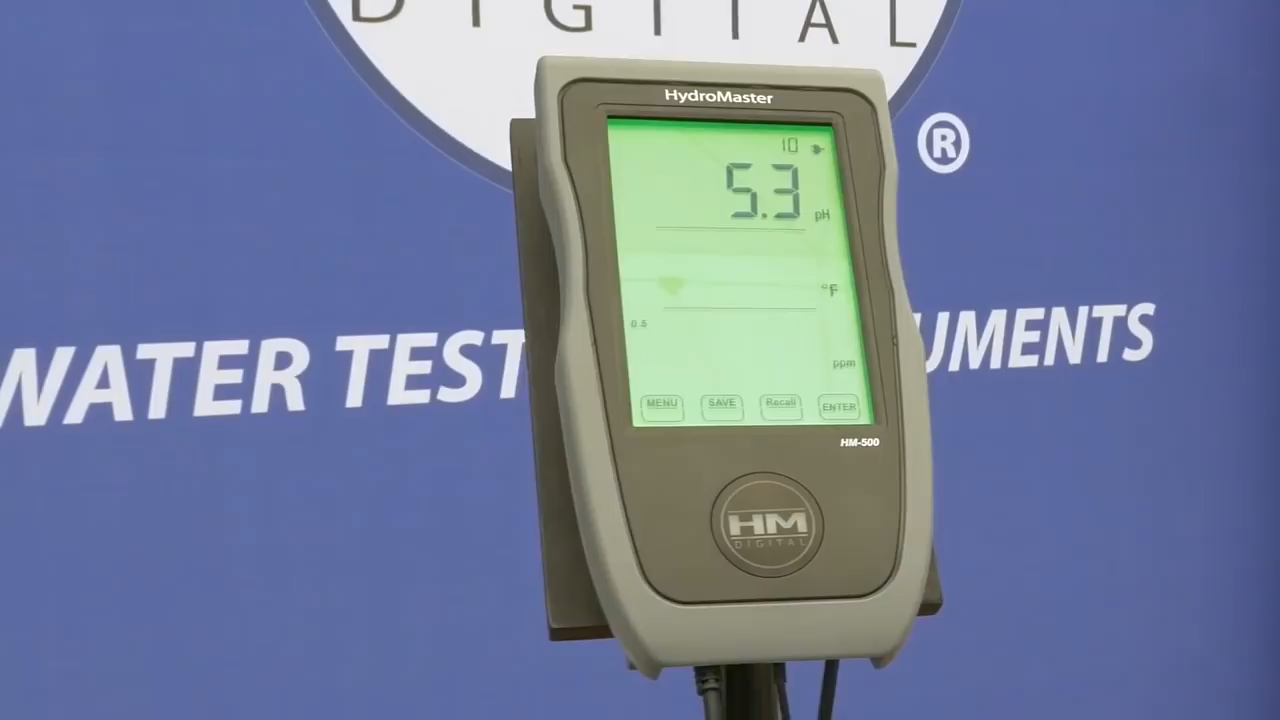 DIGITAL
®
HydroMaster
10
5.3 pH
°F
0.5
ppm
MENU SAVE Recall ENTER
HM-500
HM
DIGITAL
WATER TEST UMENTS